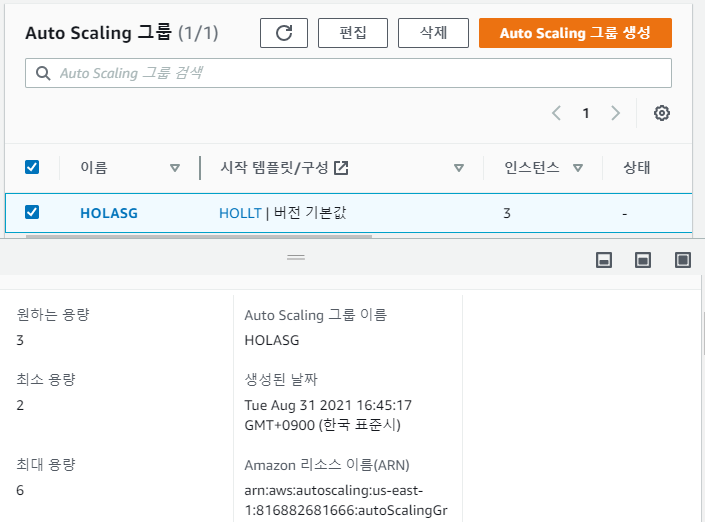 Auto Scaling 그룹 (1/1) 편집 삭제 Auto Scaling 그룹 생성
Auto Scaling 그룹 검색
1
이름 시작 템플릿/구성 인스턴스 상태
HOLASG HOLLT | 버전 기본값 3 -
원하는 용량
3
Auto Scaling 그룹 이름
HOLASG
최소 용량
2
생성된 날짜
Tue Aug 31 2021 16:45:17
GMT+0900 (한국 표준시)
최대 용량
6
Amazon 리소스 이름(ARN)
arn:aws:autoscaling:us-east-
1:816882681666:autoScalingGr